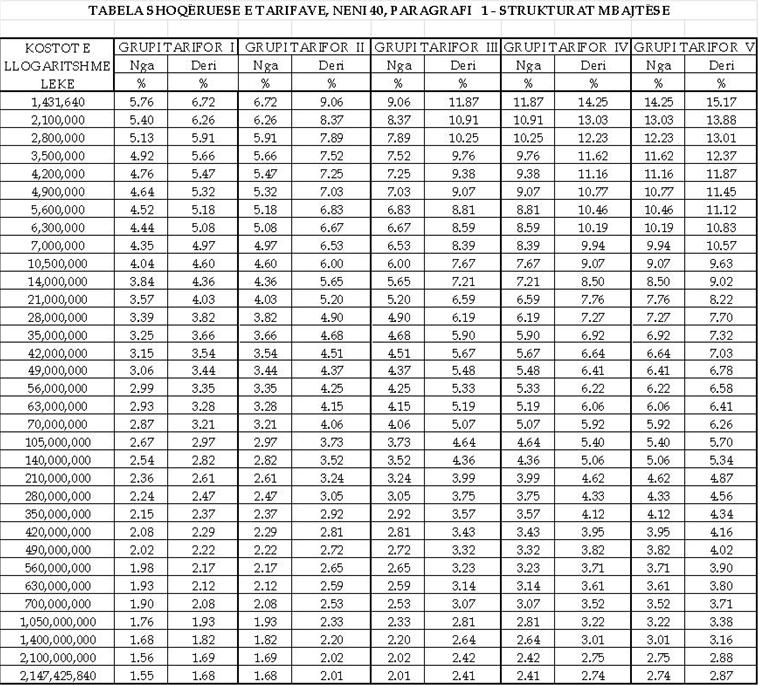 TABELA SHOQËRUESE E TARIFAVE, NENI 40, PARAGRAFI 1 - STRUKTURAT MBAJTËSE
KOSTOT E GRUPI TARIFOR I GRUPI TARIFOR II GRUPI TARIFOR III GRUPI TARIFOR IV GRUPI TARIFOR V
LLOGARITSHME Nga Deri Nga Deri Nga Deri Nga Deri Nga Deri
LEKE % % % % % % % % % %
1,431,640 5.76 6.72 6.72 9.06 9.06 11.87 11.87 14.25 14.25 15.17
2,100,000 5.40 6.26 6.26 8.37 8.37 10.91 10.91 13.03 13.03 13.88
2,800,000 5.13 5.91 5.91 7.89 7.89 10.25 10.25 12.23 12.23 13.01
3,500,000 4.92 5.66 5.66 7.52 7.52 9.76 9.76 11.62 11.62 12.37
4,200,000 4.76 5.47 5.47 7.25 7.25 9.38 9.38 11.16 11.16 11.87
4,900,000 4.64 5.32 5.32 7.03 7.03 9.07 9.07 10.77 10.77 11.45
5,600,000 4.52 5.18 5.18 6.83 6.83 8.81 8.81 10.46 10.46 11.12
6,300,000 4.44 5.08 5.08 6.67 6.67 8.59 8.59 10.19 10.19 10.83
7,000,000 4.35 4.97 4.97 6.53 6.53 8.39 8.39 9.94 9.94 10.57
10,500,000 4.04 4.60 4.60 6.00 6.00 7.67 7.67 9.07 9.07 9.63
14,000,000 3.84 4.36 4.36 5.65 5.65 7.21 7.21 8.50 8.50 9.02
21,000,000 3.57 4.03 4.03 5.20 5.20 6.59 6.59 7.76 7.76 8.22
28,000,000 3.39 3.82 3.82 4.90 4.90 6.19 6.19 7.27 7.27 7.70
35,000,000 3.25 3.66 3.66 4.68 4.68 5.90 5.90 6.92 6.92 7.32
42,000,000 3.15 3.54 3.54 4.51 4.51 5.67 5.67 6.64 6.64 7.03
49,000,000 3.06 3.44 3.44 4.37 4.37 5.48 5.48 6.41 6.41 6.78
56,000,000 2.99 3.35 3.35 4.25 4.25 5.33 5.33 6.22 6.22 6.58
63,000,000 2.93 3.28 3.28 4.15 4.15 5.19 5.19 6.06 6.06 6.41
70,000,000 2.87 3.21 3.21 4.06 4.06 5.07 5.07 5.92 5.92 6.26
105,000,000 2.67 2.97 2.97 3.73 3.73 4.64 4.64 5.40 5.40 5.70
140,000,000 2.54 2.82 2.82 3.52 3.52 4.36 4.36 5.06 5.06 5.34
210,000,000 2.36 2.61 2.61 3.24 3.24 3.99 3.99 4.62 4.62 4.87
280,000,000 2.24 2.47 2.47 3.05 3.05 3.75 3.75 4.33 4.33 4.56
350,000,000 2.15 2.37 2.37 2.92 2.92 3.57 3.57 4.12 4.12 4.34
420,000,000 2.08 2.29 2.29 2.81 2.81 3.43 3.43 3.95 3.95 4.16
490,000,000 2.02 2.22 2.22 2.72 2.72 3.32 3.32 3.82 3.82 4.02
560,000,000 1.98 2.17 2.17 2.65 2.65 3.23 3.23 3.71 3.71 3.90
630,000,000 1.93 2.12 2.12 2.59 2.59 3.14 3.14 3.61 3.61 3.80
700,000,000 1.90 2.08 2.08 2.53 2.53 3.07 3.07 3.52 3.52 3.71
1,050,000,000 1.76 1.93 1.93 2.33 2.33 2.81 2.81 3.22 3.22 3.38
1,400,000,000 1.68 1.82 1.82 2.20 2.20 2.64 2.64 3.01 3.01 3.16
2,100,000,000 1.56 1.69 1.69 2.02 2.02 2.42 2.42 2.75 2.75 2.88
2,147,425,840 1.55 1.68 1.68 2.01 2.01 2.41 2.41 2.74 2.74 2.87